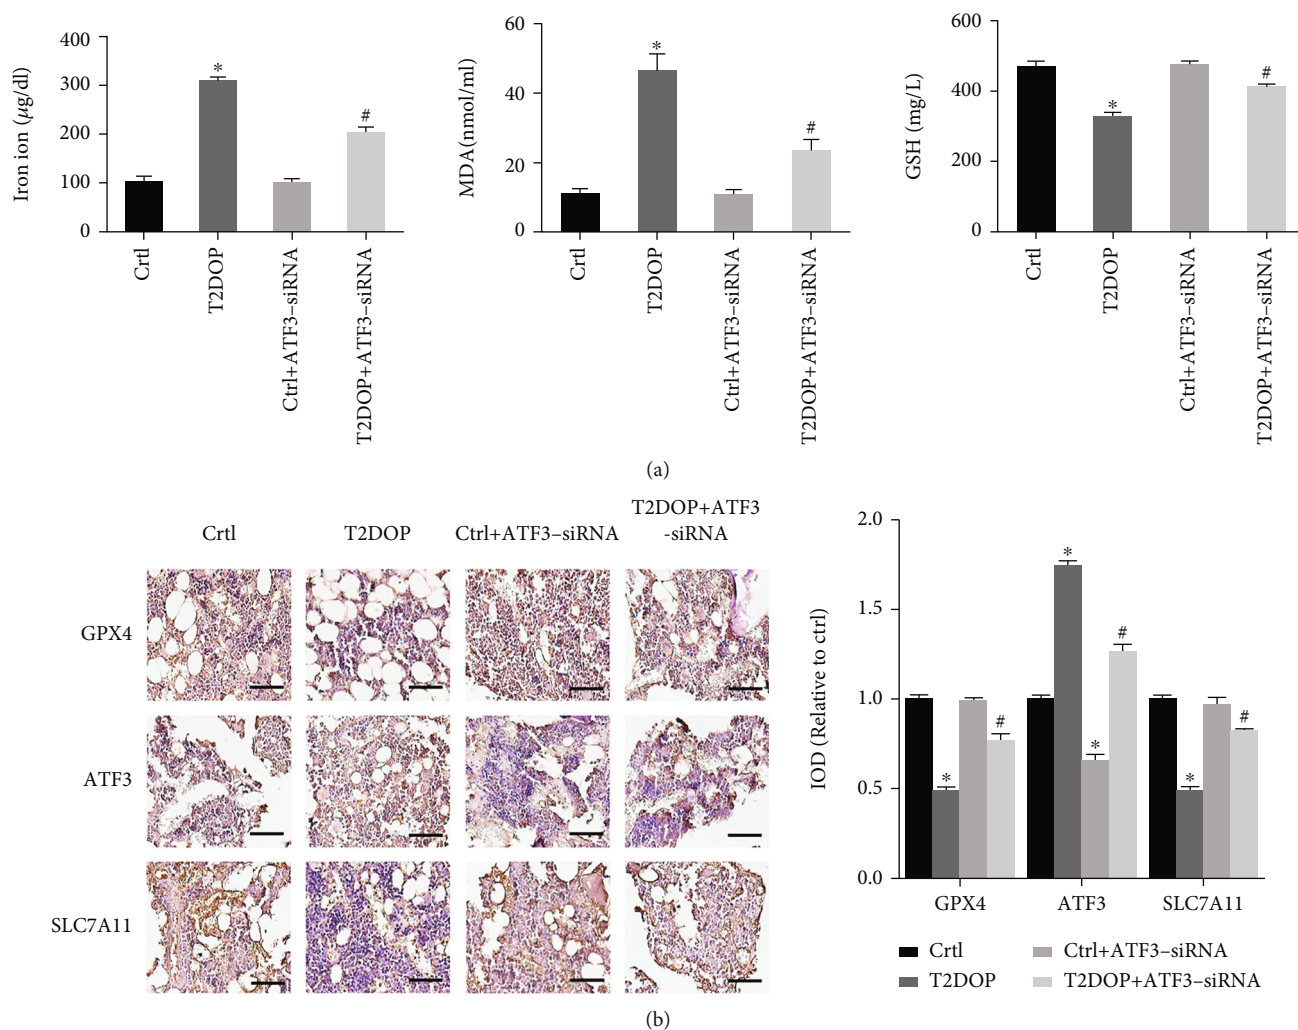 Iron ion (µg/dl)
400
300
200
100
0
*
#
Crtl
T2DOP
Ctrl+ATF3–siRNA
T2DOP+ATF3–siRNA
MDA(nmol/ml)
60
40
20
0
*
#
Crtl
T2DOP
Ctrl+ATF3–siRNA
T2DOP+ATF3–siRNA
GSH (mg/L)
600
400
200
0
*
#
Crtl
T2DOP
Ctrl+ATF3–siRNA
T2DOP+ATF3–siRNA
(a)
Crtl
T2DOP
Ctrl+ATF3–siRNA
T2DOP+ATF3
-siRNA
GPX4
ATF3
SLC7A11
IOD (Relative to ctrl)
2.0
1.5
1.0
0.5
0.0
*
#
*
*
#
*
#
GPX4
ATF3
SLC7A11
Crtl
Ctrl+ATF3–siRNA
T2DOP
T2DOP+ATF3–siRNA
(b)